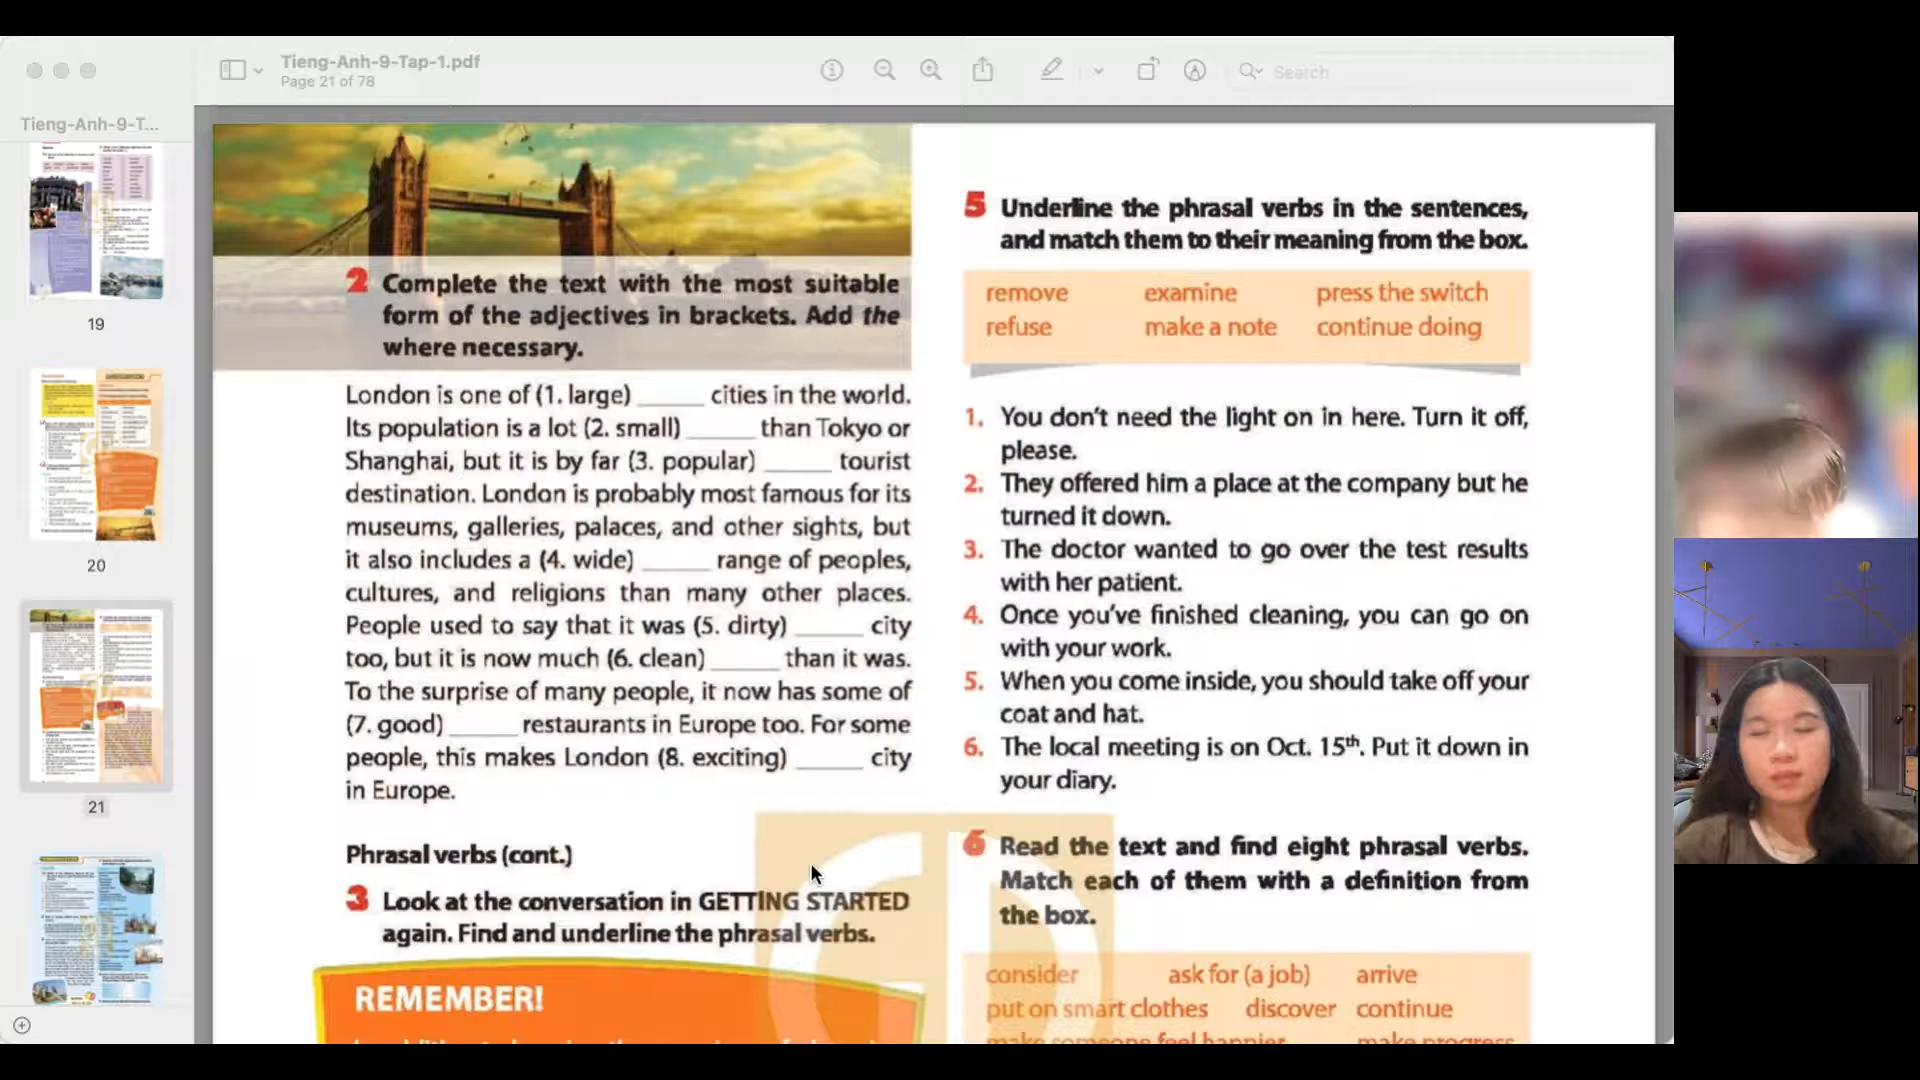 Tieng-Anh-9-Tap-1.pdf
Page 21 of 78
Search
Tieng-Anh-9-T...
19
20
21
2 Complete the text with the most suitable
form of the adjectives in brackets. Add the
where necessary.
London is one of (1. large) _____ cities in the world.
Its population is a lot (2. small) _____ than Tokyo or
Shanghai, but it is by far (3. popular) _____ tourist
destination. London is probably most famous for its
museums, galleries, palaces, and other sights, but
it also includes a (4. wide) _____ range of peoples,
cultures, and religions than many other places.
People used to say that it was (5. dirty) _____ city
too, but it is now much (6. clean) _____ than it was.
To the surprise of many people, it now has some of
(7. good) _____ restaurants in Europe too. For some
people, this makes London (8. exciting) _____ city
in Europe.
Phrasal verbs (cont.)
3 Look at the conversation in GETTING STARTED
again. Find and underline the phrasal verbs.
REMEMBER!
5 Underline the phrasal verbs in the sentences,
and match them to their meaning from the box.
remove examine press the switch
refuse make a note continue doing
1. You don't need the light on in here. Turn it off,
please.
2. They offered him a place at the company but he
turned it down.
3. The doctor wanted to go over the test results
with her patient.
4. Once you've finished cleaning, you can go on
with your work.
5. When you come inside, you should take off your
coat and hat.
6. The local meeting is on Oct. 15th. Put it down in
your diary.
6 Read the text and find eight phrasal verbs.
Match each of them with a definition from
the box.
consider ask for (a job) arrive
put on smart clothes discover continue
make someone feel happier make progress